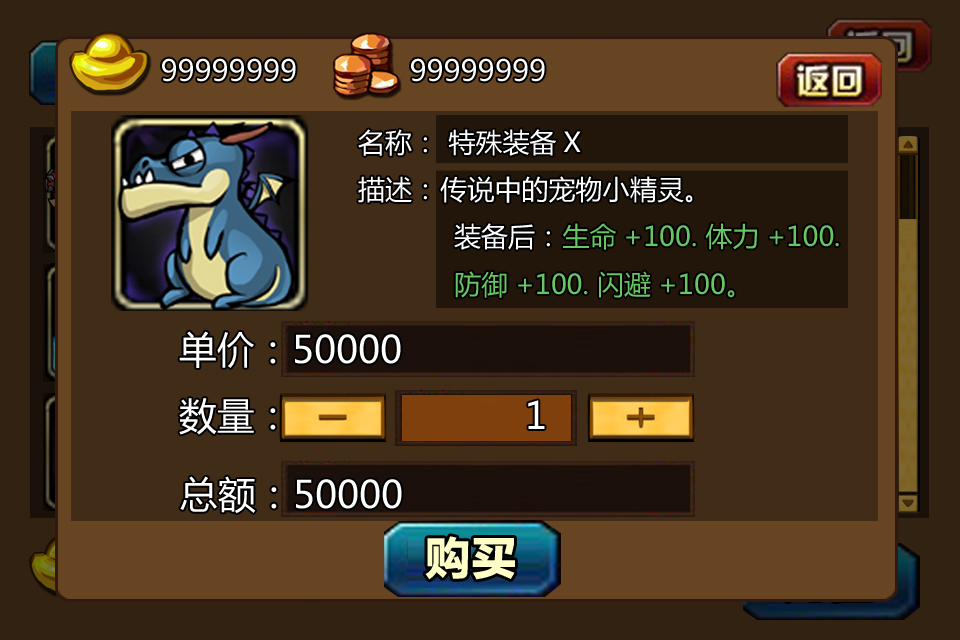 99999999 99999999 返回
名称： 特殊装备 X
描述：传说中的宠物小精灵。
装备后：生命 +100. 体力 +100.
防御 +100. 闪避 +100。
单价：50000
数量： － 1 ＋
总额：50000
购买